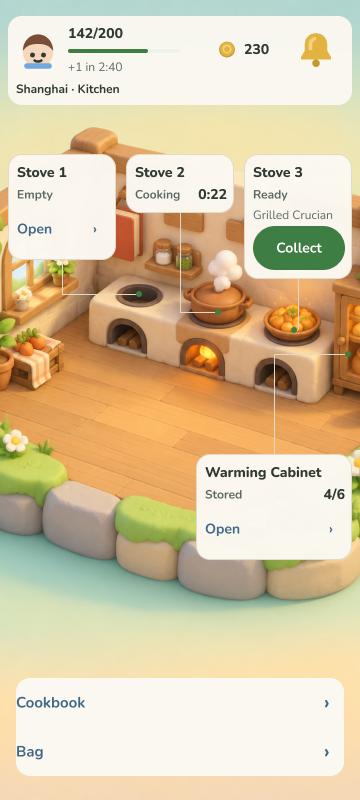 142/200
+1 in 2:40
230
Shanghai · Kitchen
Stove 1
Empty
Open ›
Stove 2
Cooking 0:22
Stove 3
Ready
Grilled Crucian
Collect
Warming Cabinet
Stored 4/6
Open ›
Cookbook ›
Bag ›